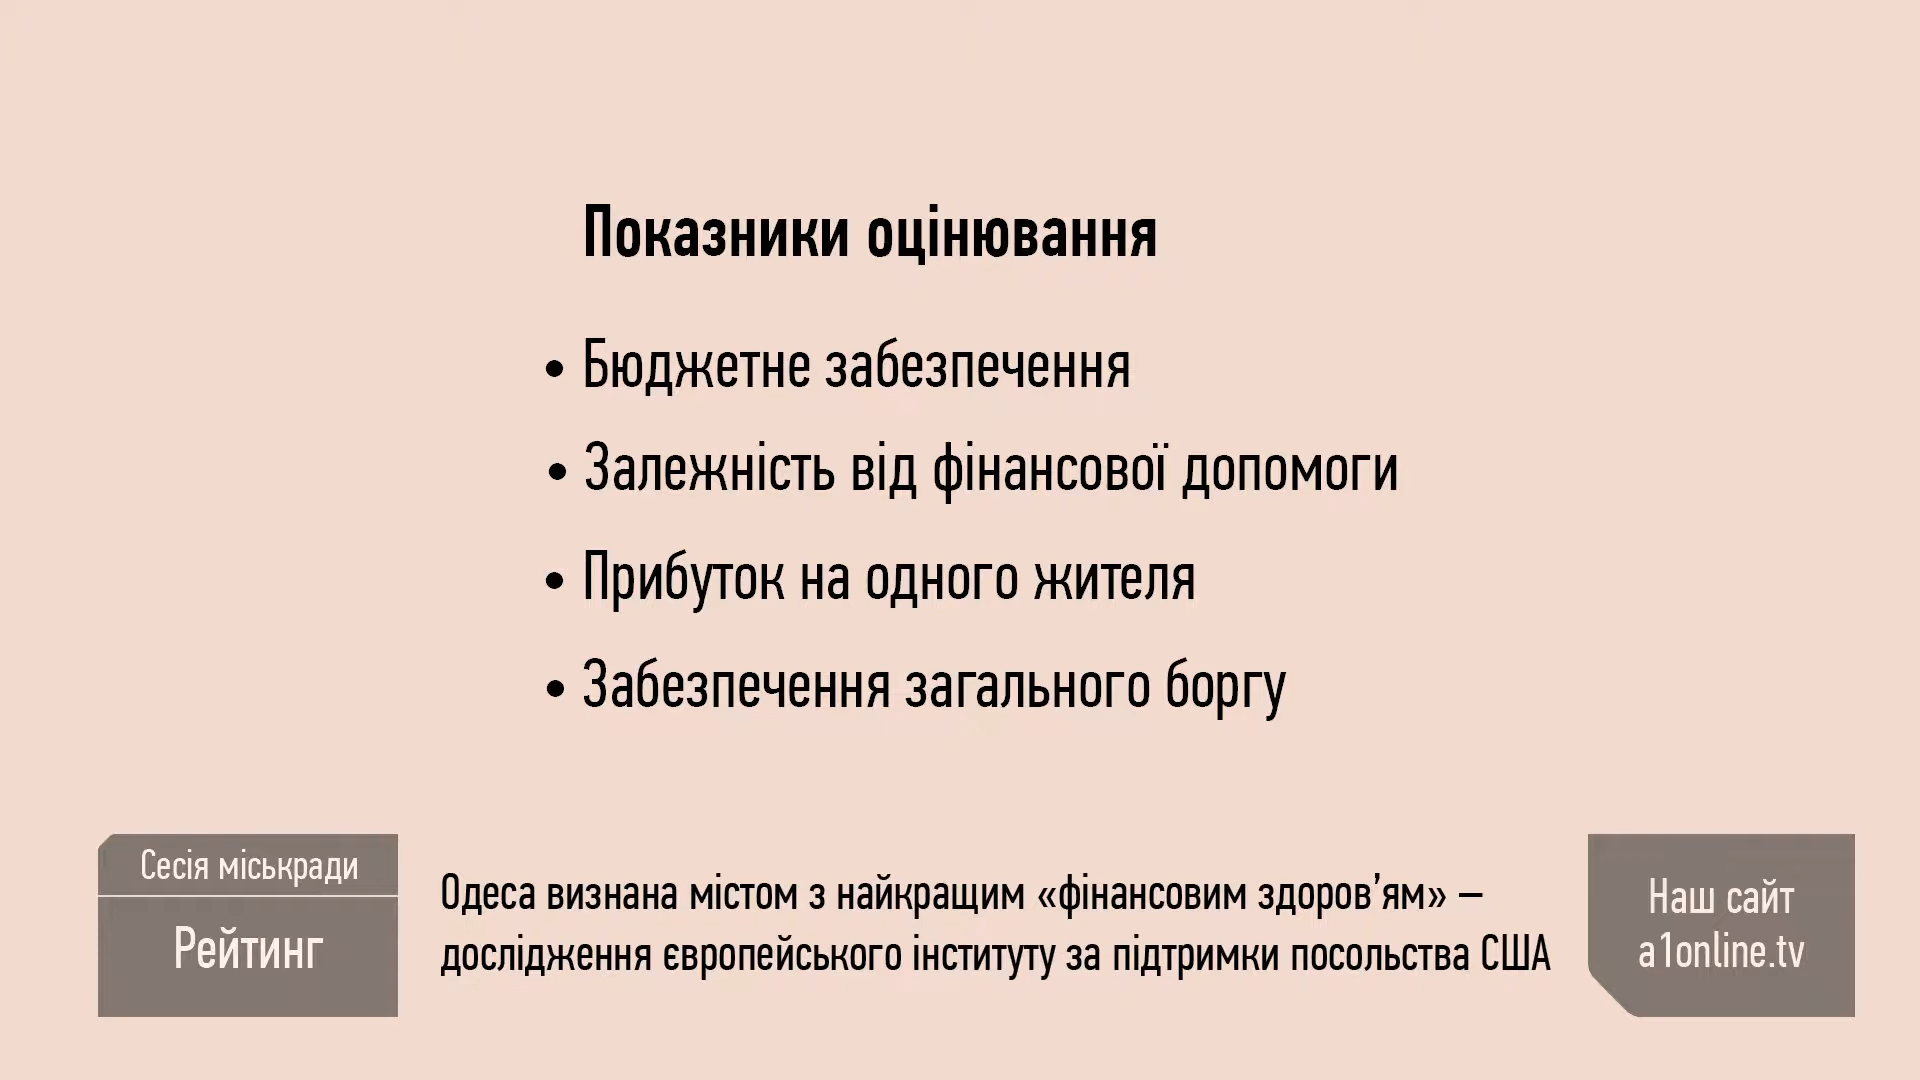 Показники оцінювання
• Бюджетне забезпечення
• Залежність від фінансової допомоги
• Прибуток на одного жителя
• Забезпечення загального боргу
Сесія міськради
Рейтинг
Одеса визнана містом з найкращим «фінансовим здоров’ям» –
дослідження європейського інституту за підтримки посольства США
Наш сайт
a1online.tv